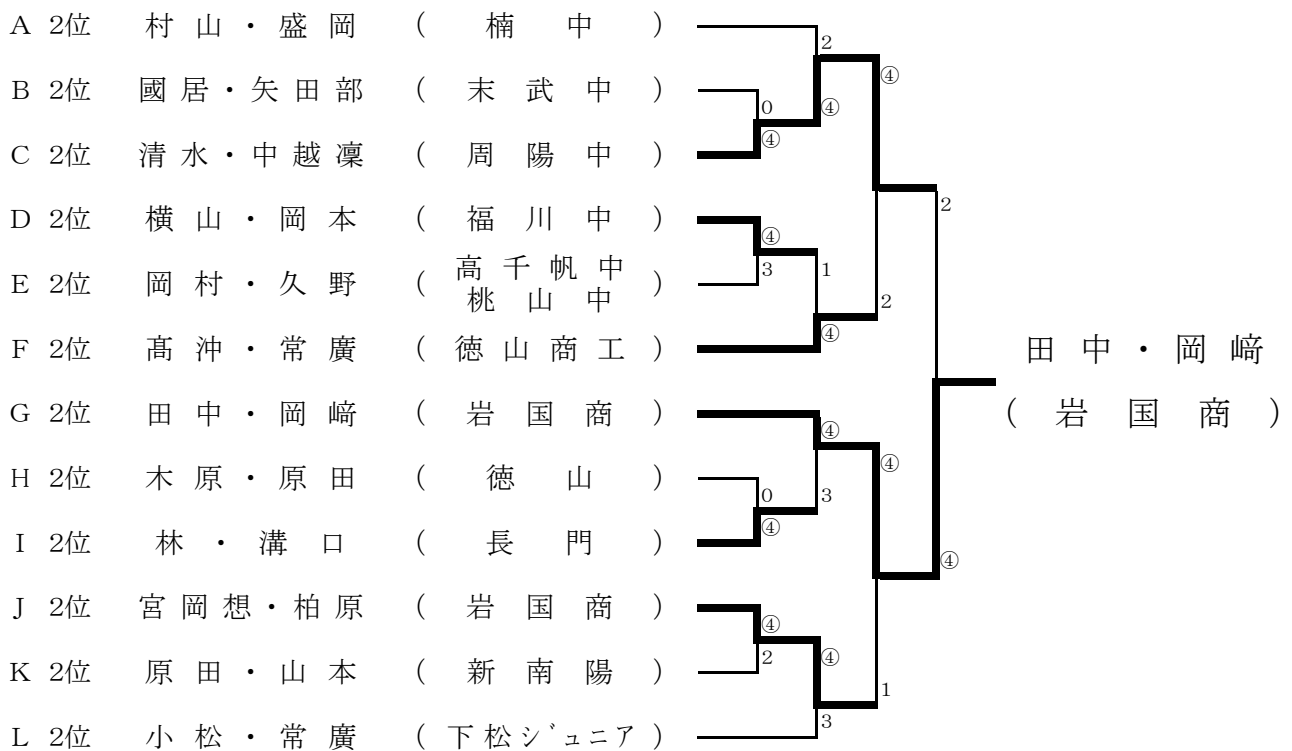 A 2位 村山・盛岡 ( 楠中 )
2
④
B 2位 國居・矢田部 ( 末武中 )
0
④
④
C 2位 清水・中越凜 ( 周陽中 )
2
D 2位 横山・岡本 ( 福川中 )
④
3
1
E 2位 岡村・久野 ( 高千帆中
桃山中 )
2
④
F 2位 髙沖・常廣 ( 徳山商工 )
田中・岡﨑
( 岩国商 )
G 2位 田中・岡﨑 ( 岩国商 )
④
④
H 2位 木原・原田 ( 徳山 )
0
3
④
I 2位 林・溝口 ( 長門 )
④
J 2位 宮岡想・柏原 ( 岩国商 )
④
2
④
K 2位 原田・山本 ( 新南陽 )
1
3
L 2位 小松・常廣 ( 下松ジュニア )